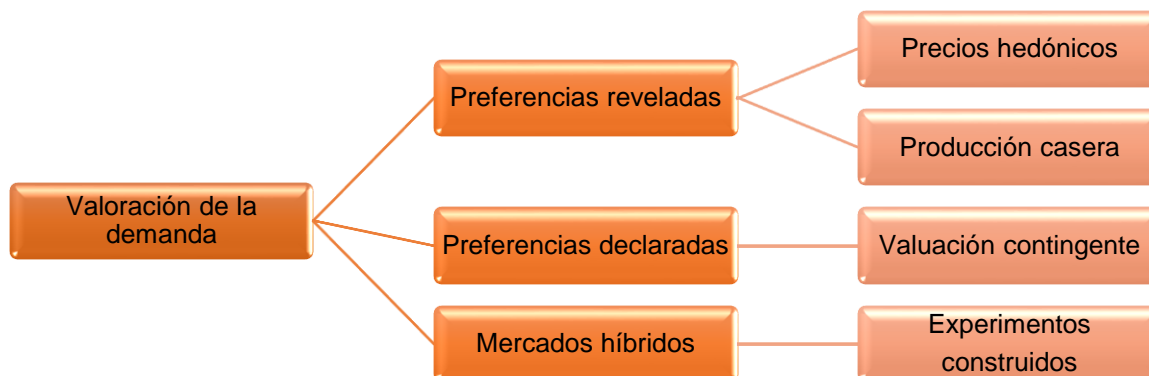 Valoración de la
demanda
Preferencias reveladas
Precios hedónicos
Producción casera
Preferencias declaradas
Valuación contingente
Mercados híbridos
Experimentos
construidos